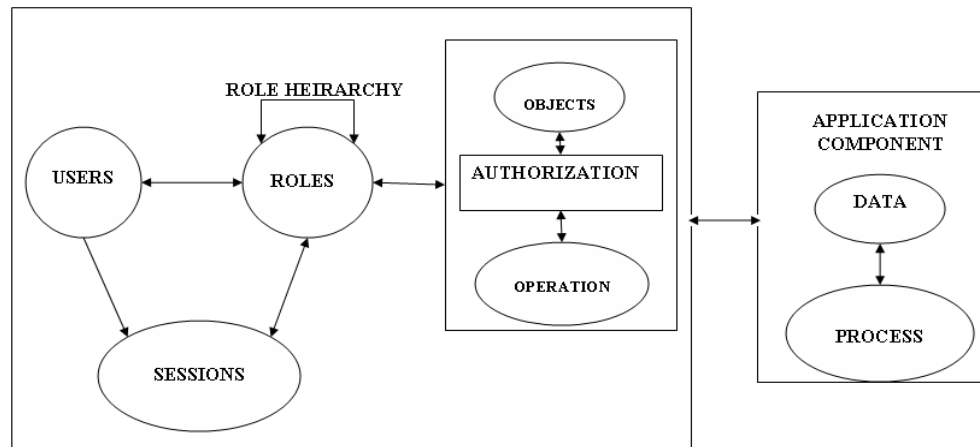 ROLE HEIRARCHY
USERS
ROLES
SESSIONS
OBJECTS
AUTHORIZATION
OPERATION
APPLICATION
COMPONENT
DATA
PROCESS